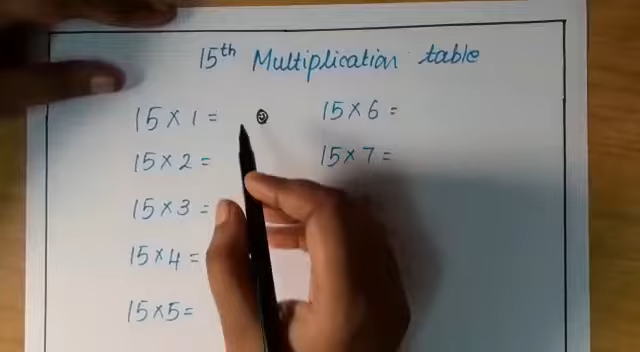 15th Multiplication table
15 × 1 =
15 × 2 =
15 × 3 =
15 × 4 =
15 × 5 =
15 × 6 =
15 × 7 =